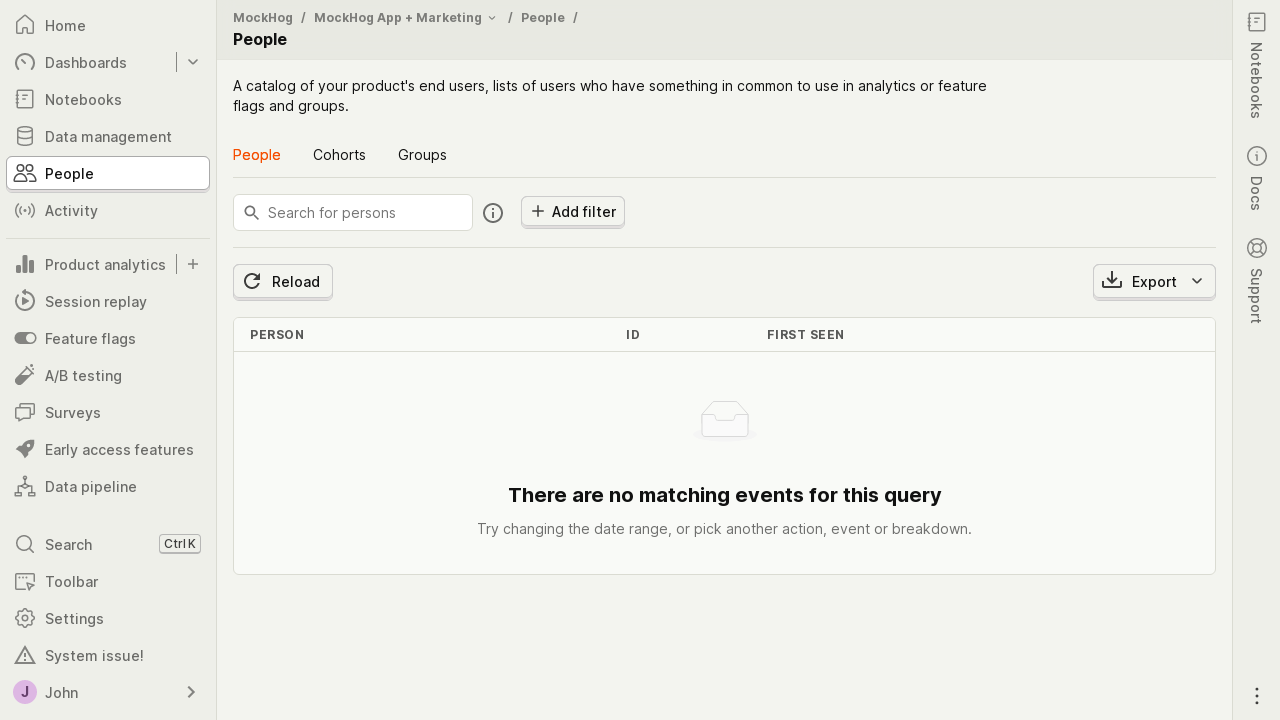 Home
Dashboards
Notebooks
Data management
People
Activity
Product analytics
Session replay
Feature flags
A/B testing
Surveys
Early access features
Data pipeline
Search Ctrl K
Toolbar
Settings
System issue!
J John
MockHog / MockHog App + Marketing / People /
People
A catalog of your product's end users, lists of users who have something in common to use in analytics or feature
flags and groups.
People Cohorts Groups
Search for persons Add filter
Reload Export
PERSON ID FIRST SEEN
There are no matching events for this query
Try changing the date range, or pick another action, event or breakdown.
Notebooks
Docs
Support